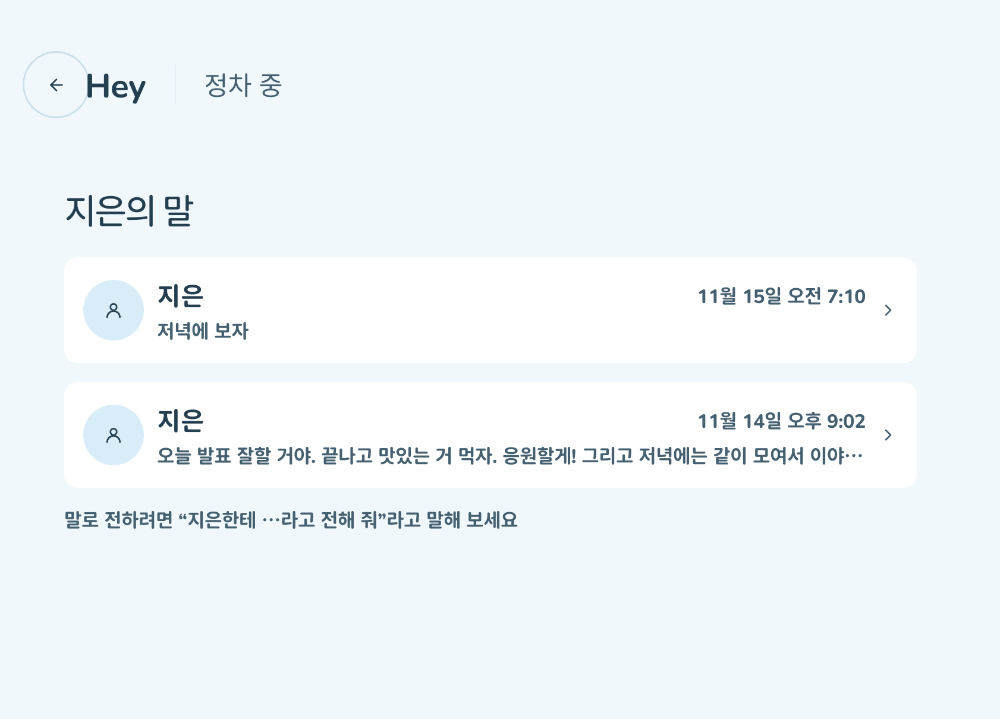 Hey
정차 중
지은의 말
지은
11월 15일 오전 7:10
저녁에 보자
지은
11월 14일 오후 9:02
오늘 발표 잘할 거야. 끝나고 맛있는 거 먹자. 응원할게! 그리고 저녁에는 같이 모여서 이야…
말로 전하려면 “지은한테 …라고 전해 줘”라고 말해 보세요